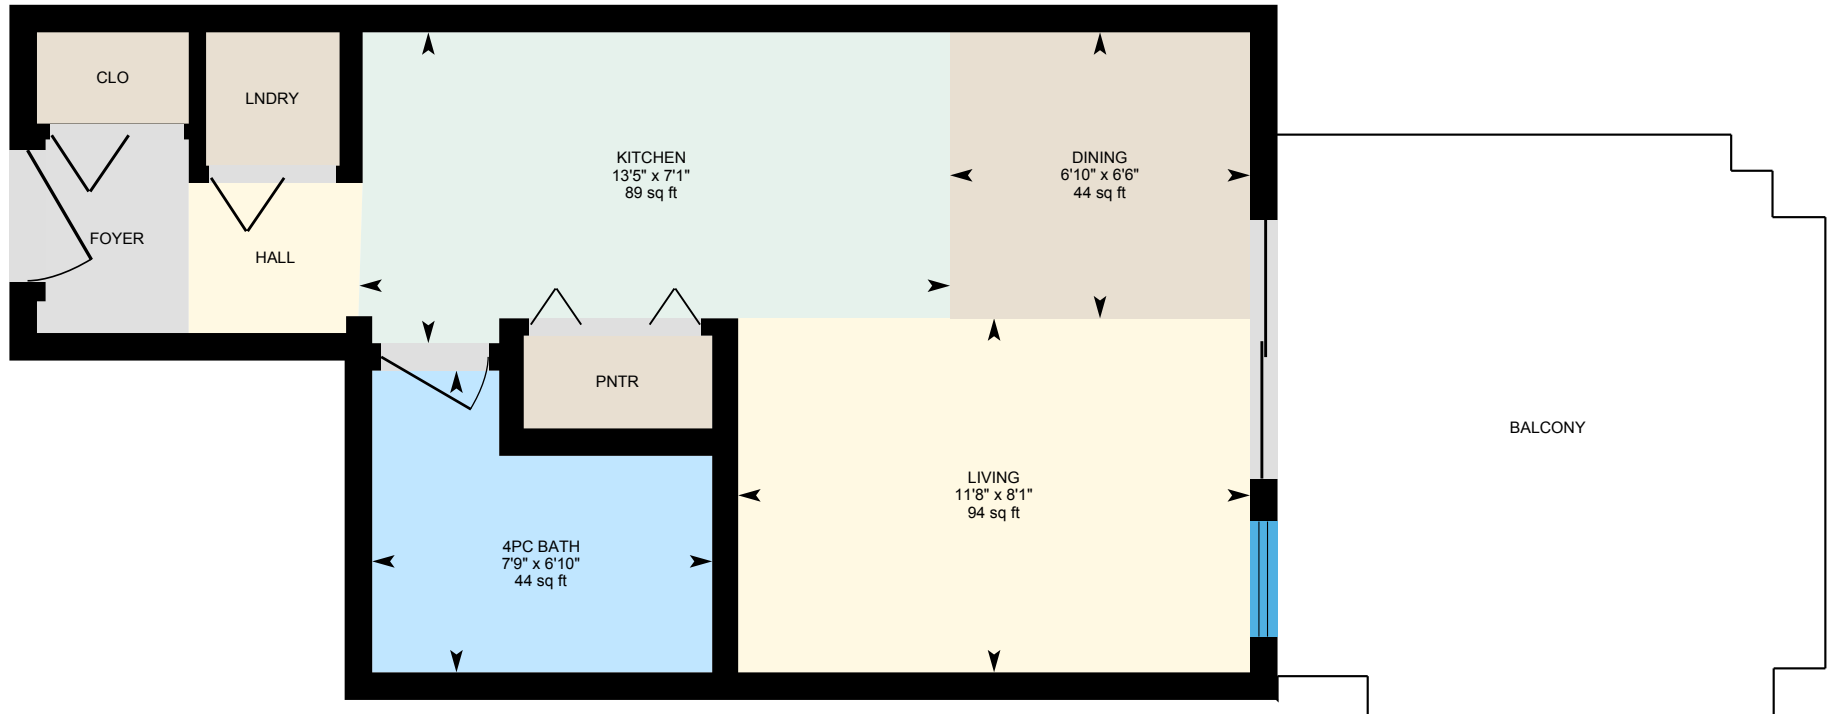 CLO
LNDRY
KITCHEN
13'5" x 7'1"
89 sq ft
DINING
6'10" x 6'6"
44 sq ft
FOYER
HALL
PNTR
BALCONY
LIVING
11'8" x 8'1"
94 sq ft
4PC BATH
7'9" x 6'10"
44 sq ft